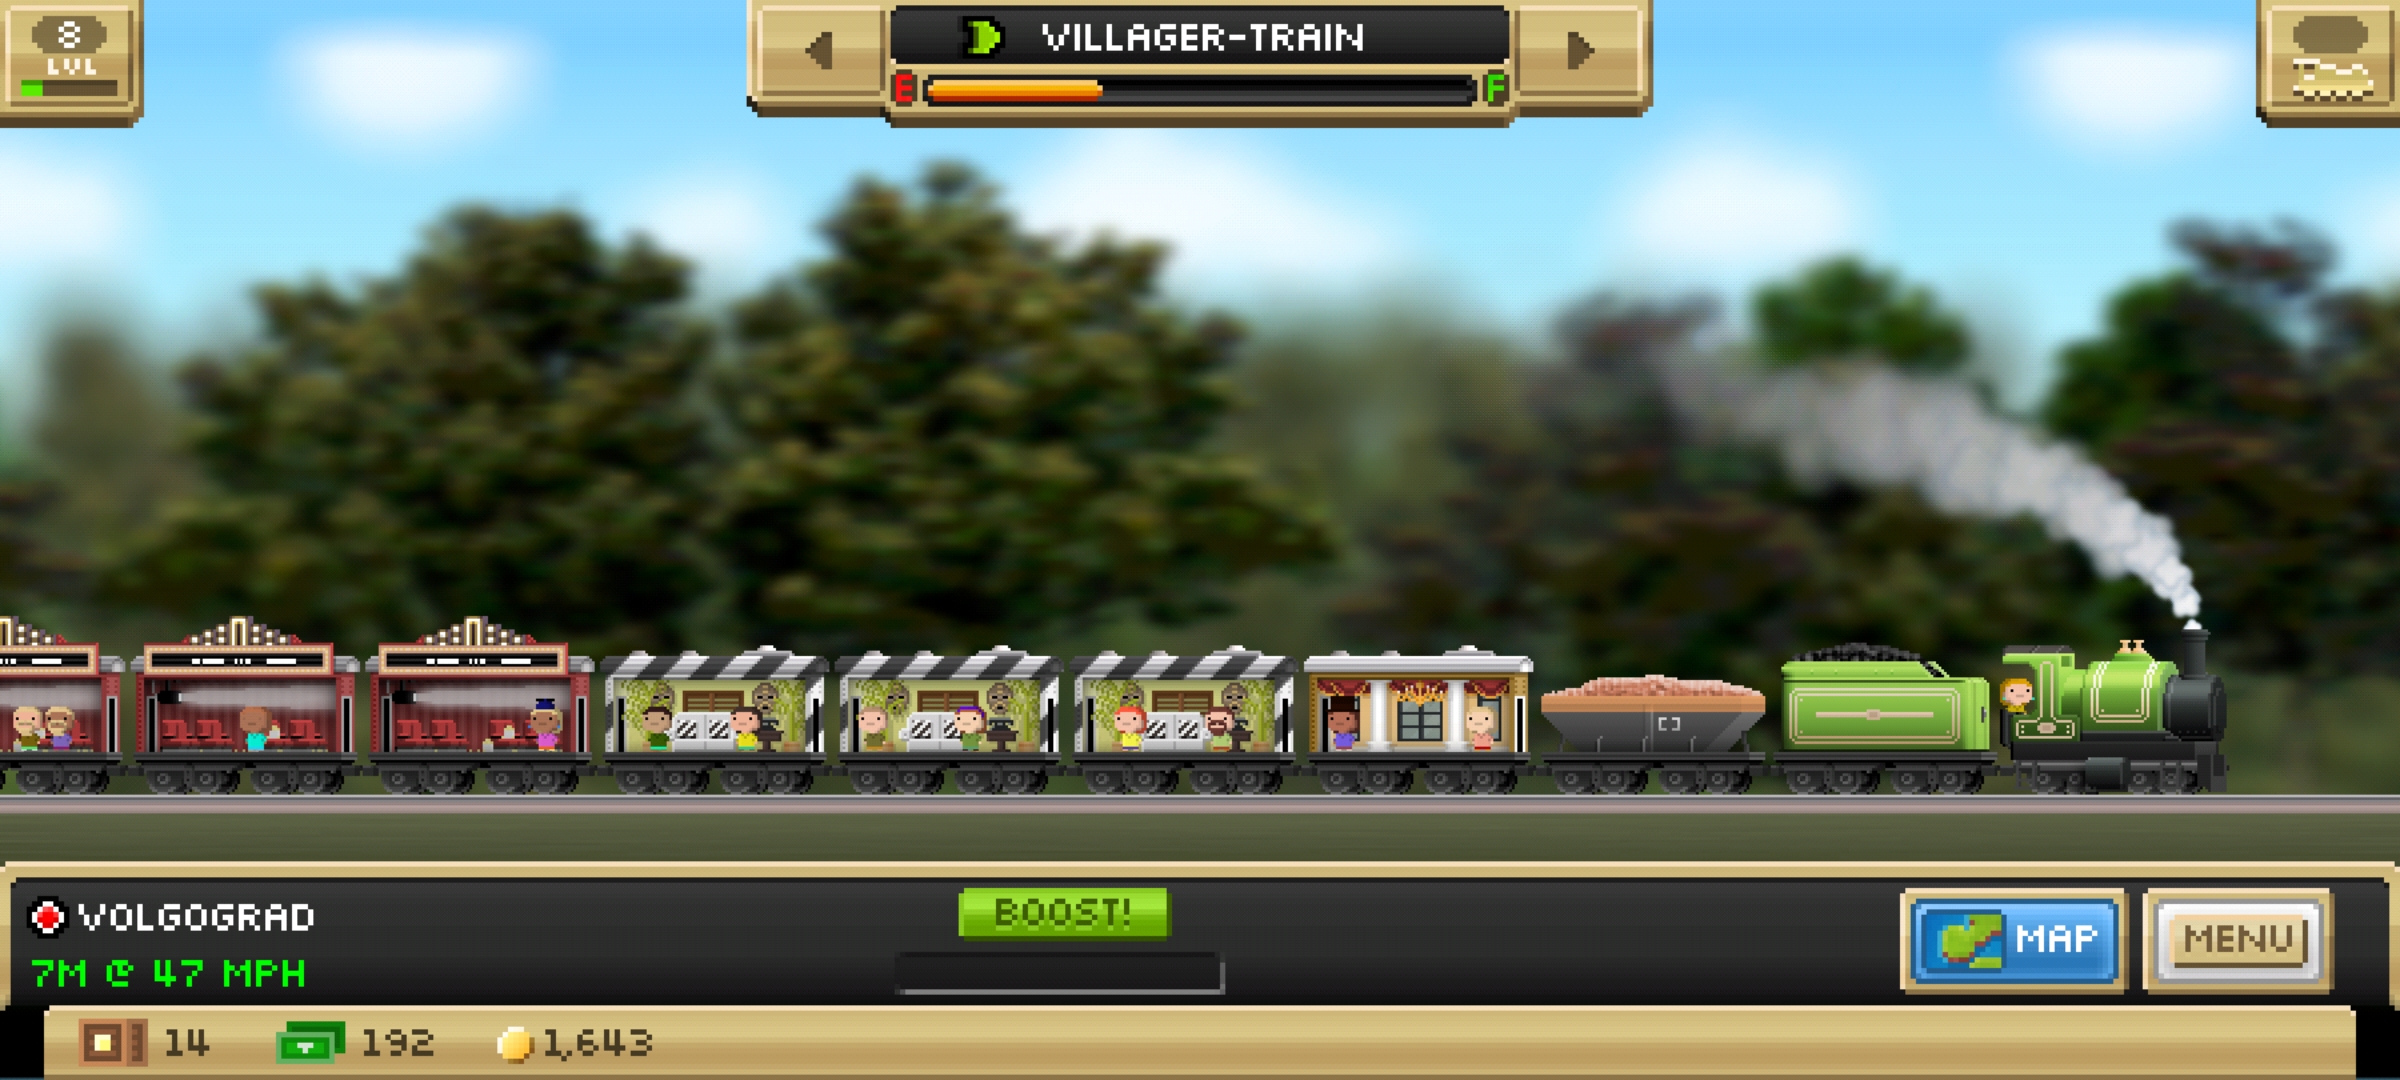 8
LVL
VILLAGER-TRAIN
E F
VOLGOGRAD
7M @ 47 MPH
BOOST!
MAP
MENU
14
192
1,643